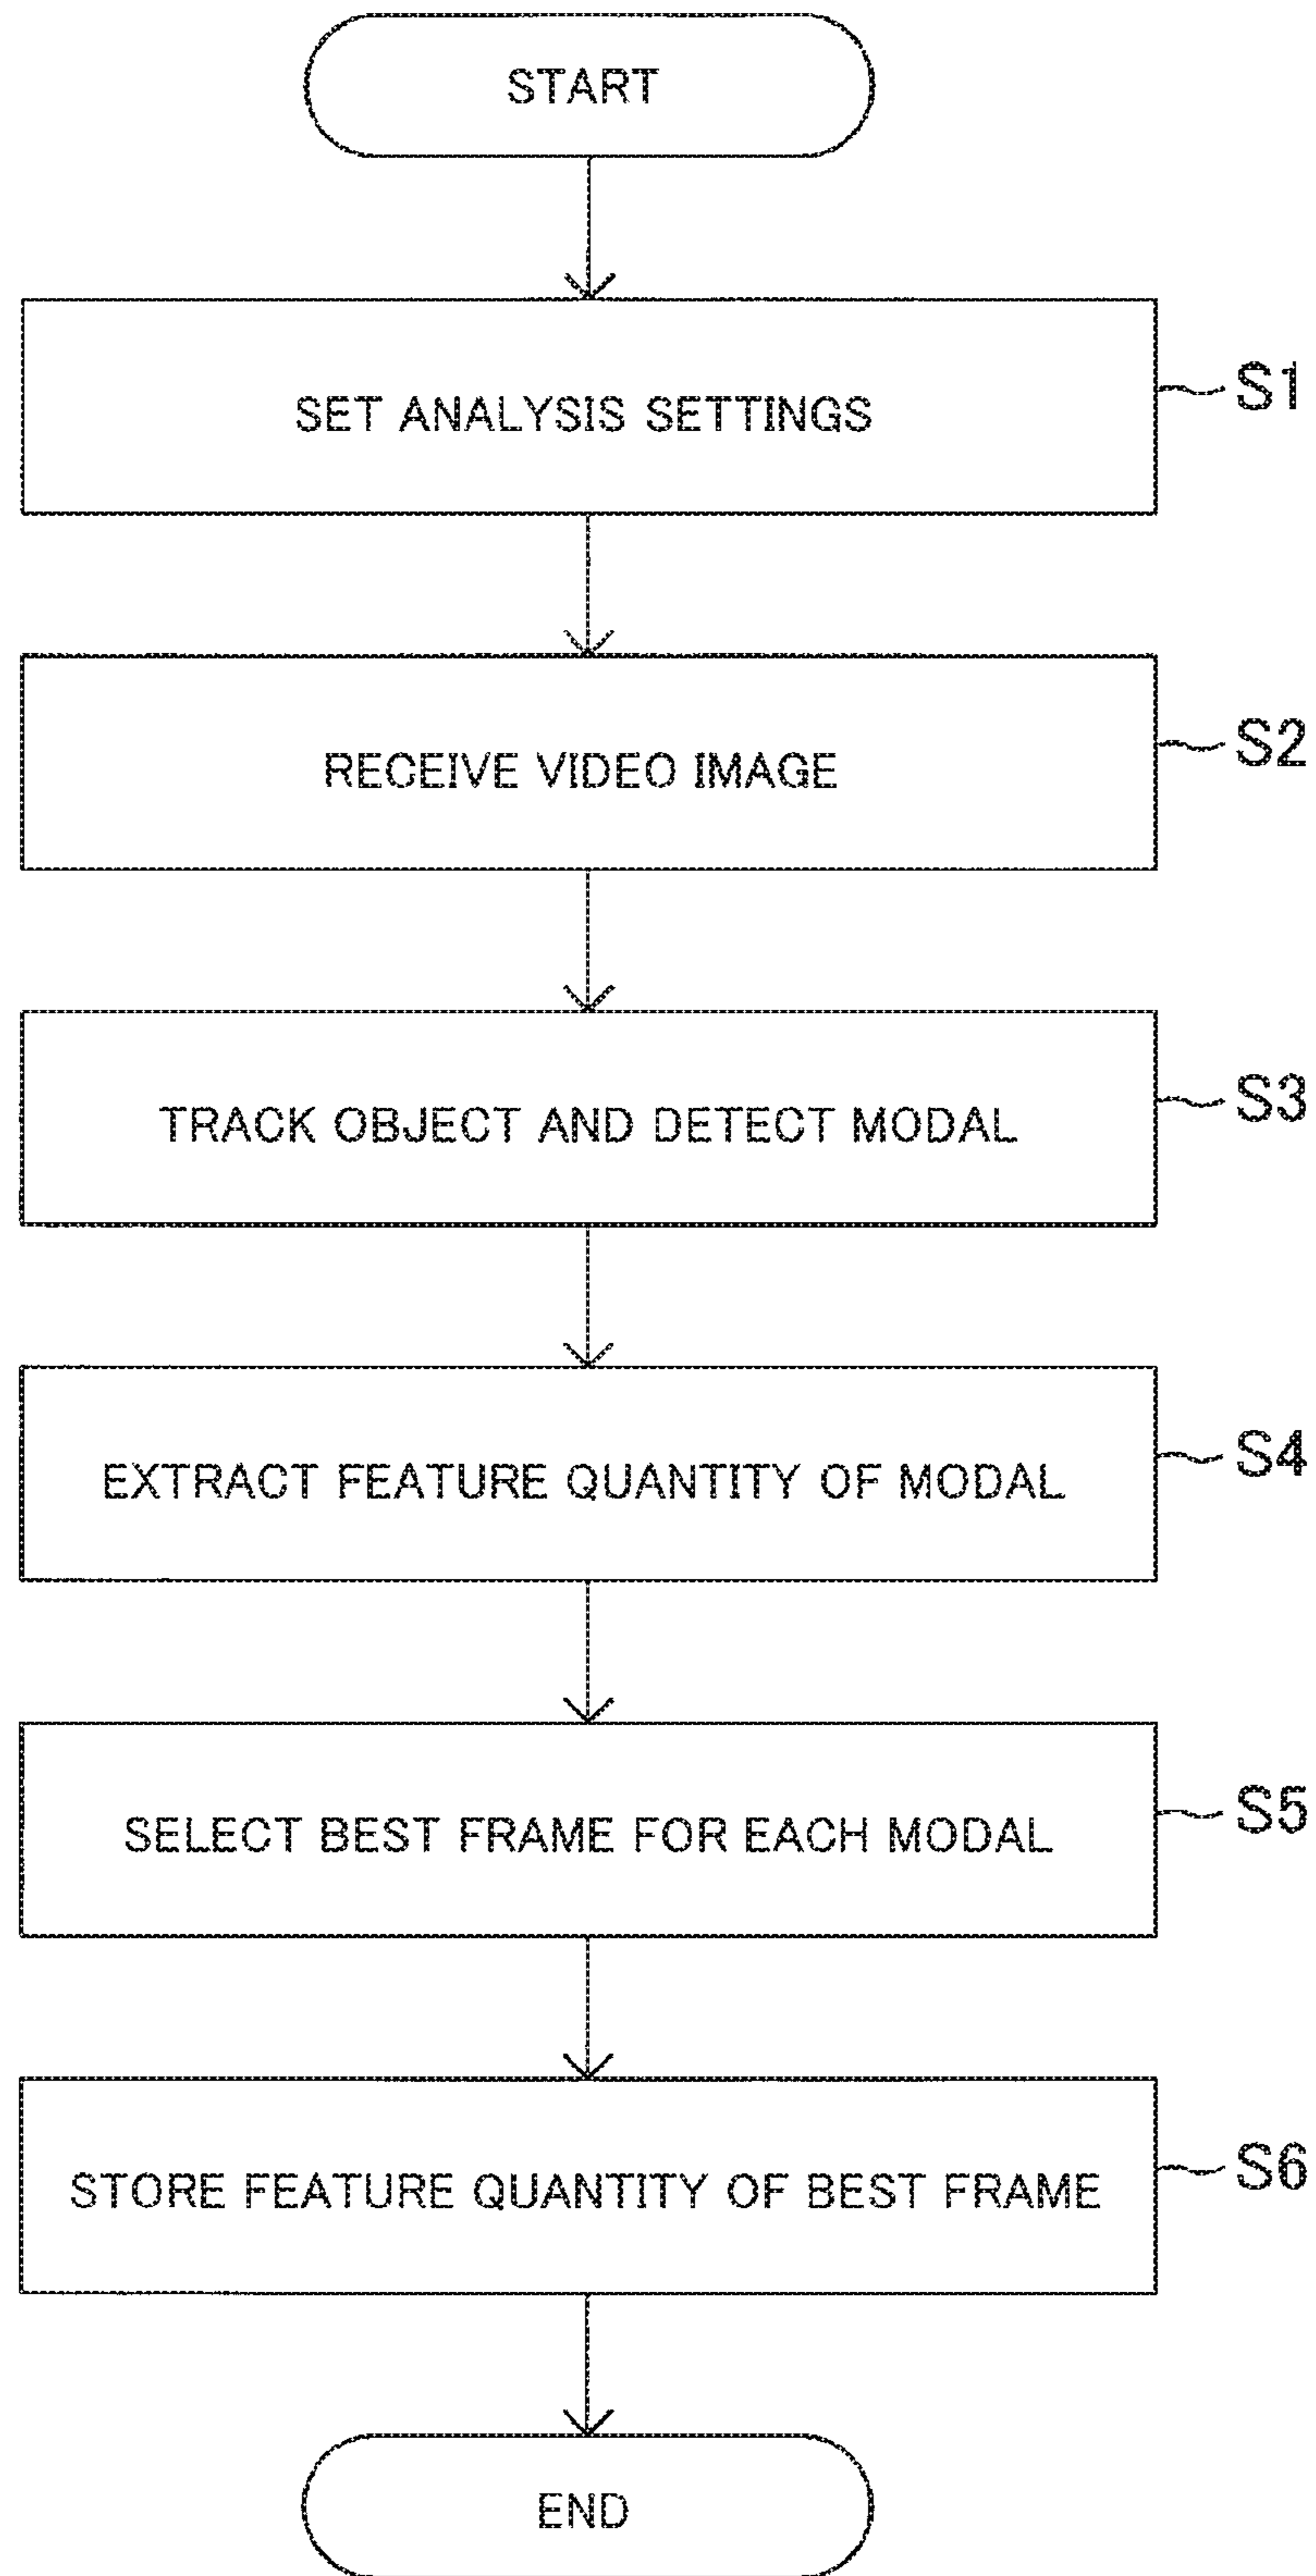 START
SET ANALYSIS SETTINGS
S1
RECEIVE VIDEO IMAGE
S2
TRACK OBJECT AND DETECT MODAL
S3
EXTRACT FEATURE QUANTITY OF MODAL
S4
SELECT BEST FRAME FOR EACH MODAL
S5
STORE FEATURE QUANTITY OF BEST FRAME
S6
END